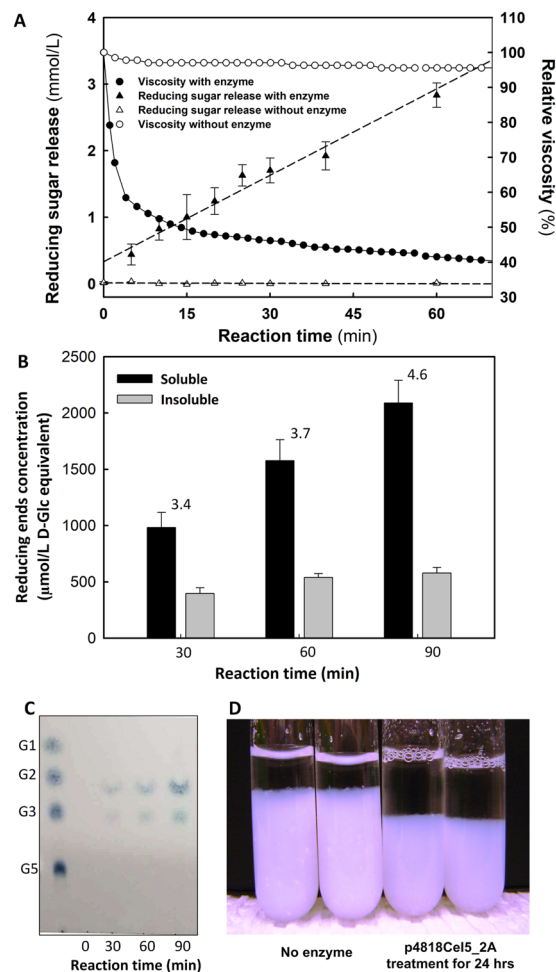 A
Reducing sugar release (mmol/L)
4
3
2
1
0
Viscosity with enzyme
Reducing sugar release with enzyme
Reducing sugar release without enzyme
Viscosity without enzyme
110
100
90
80
70
60
50
40
30
Relative viscosity
(%)
0 15 30 45 60
Reaction time (min)
B
Reducing ends concentration
(μmol/L D-Glc equivalent)
2500
2000
1500
1000
500
0
Soluble
Insoluble
3.4
3.7
4.6
30 60 90
Reaction time (min)
C
G1
G2
G3
G5
0 30 60 90
Reaction time (min)
D
No enzyme
p4818Cel5_2A
treatment for 24 hrs